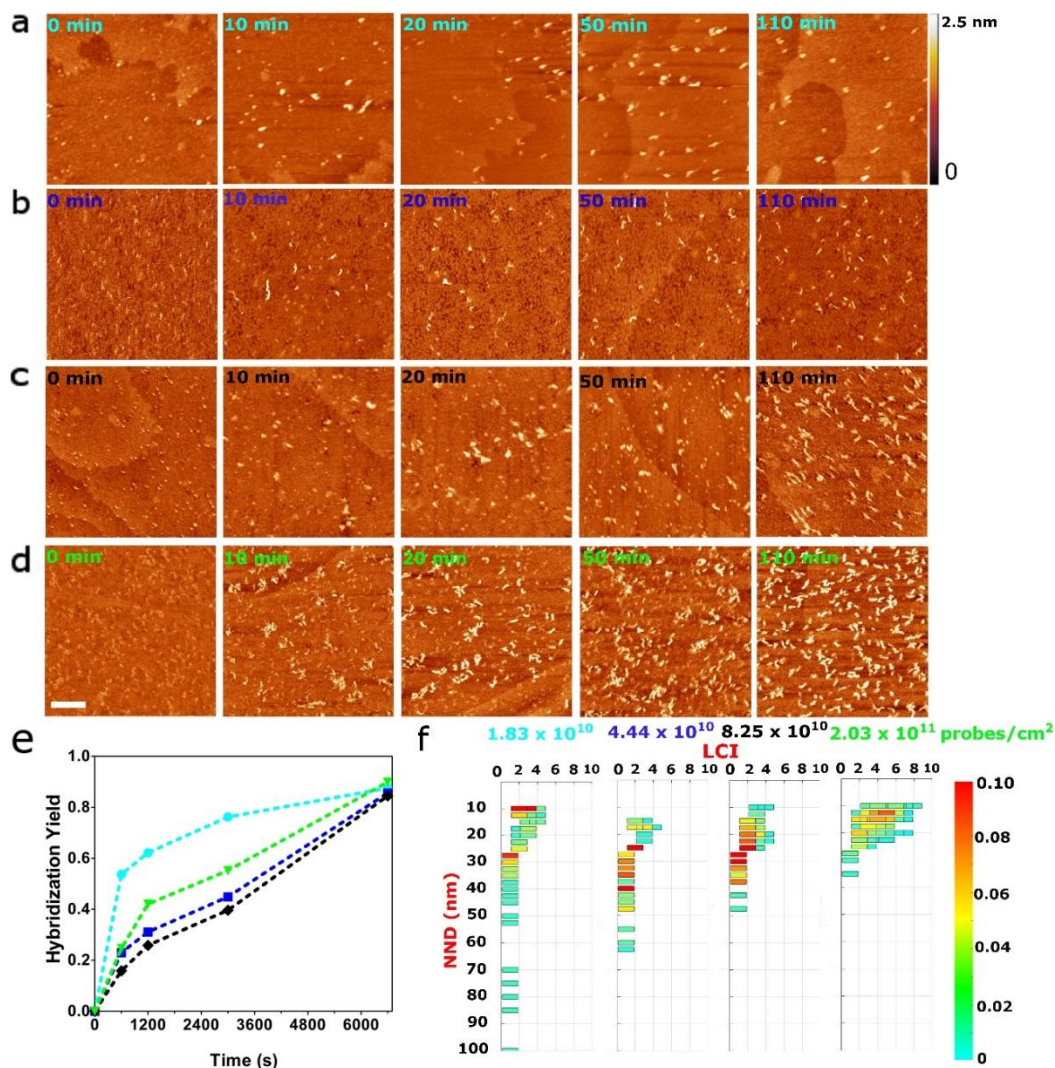 a
0 min
10 min
20 min
50 min
110 min
2.5 nm
0
b
0 min
10 min
20 min
50 min
110 min
c
0 min
10 min
20 min
50 min
110 min
d
0 min
10 min
20 min
50 min
110 min
e
Hybridization Yield
1.0
0.8
0.6
0.4
0.2
0.0
0 1200 2400 3600 4800 6000
Time (s)
f
1.83 x 10¹⁰ 4.44 x 10¹⁰ 8.25 x 10¹⁰ 2.03 x 10¹¹ probes/cm²
LCI
0 2 4 6 8 10 0 2 4 6 8 10 0 2 4 6 8 10 0 2 4 6 8 10
NND (nm)
10
20
30
40
50
60
70
80
90
100
0.10
0.08
0.06
0.04
0.02
0